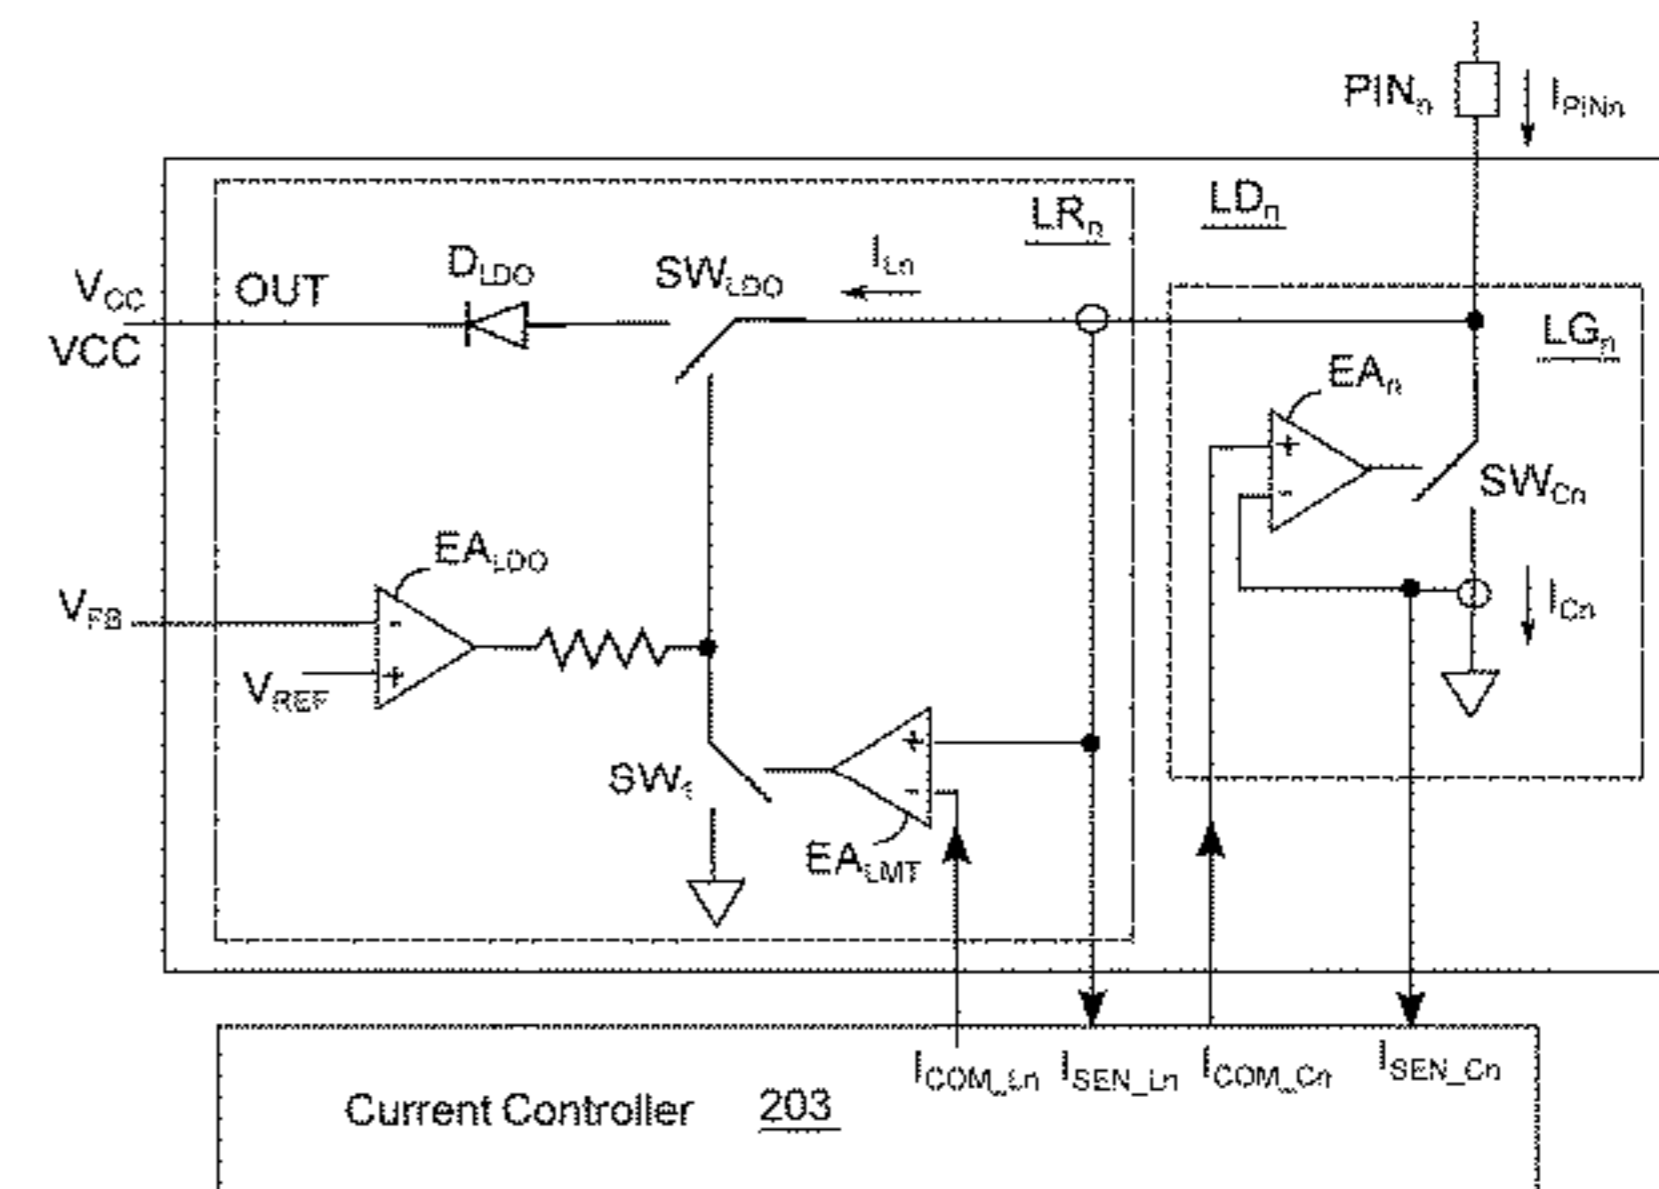 PINn IPINn
LRn LDn
VCC OUT DLDO SWLDO ILn
VCC
LGn
EAn
+
-
SWCn
EALDO
VFB -
VREF +
ICn
SWS
+
-
EALMT
ICOM_Ln ISEN_Ln ICOM_Cn ISEN_Cn
Current Controller 203